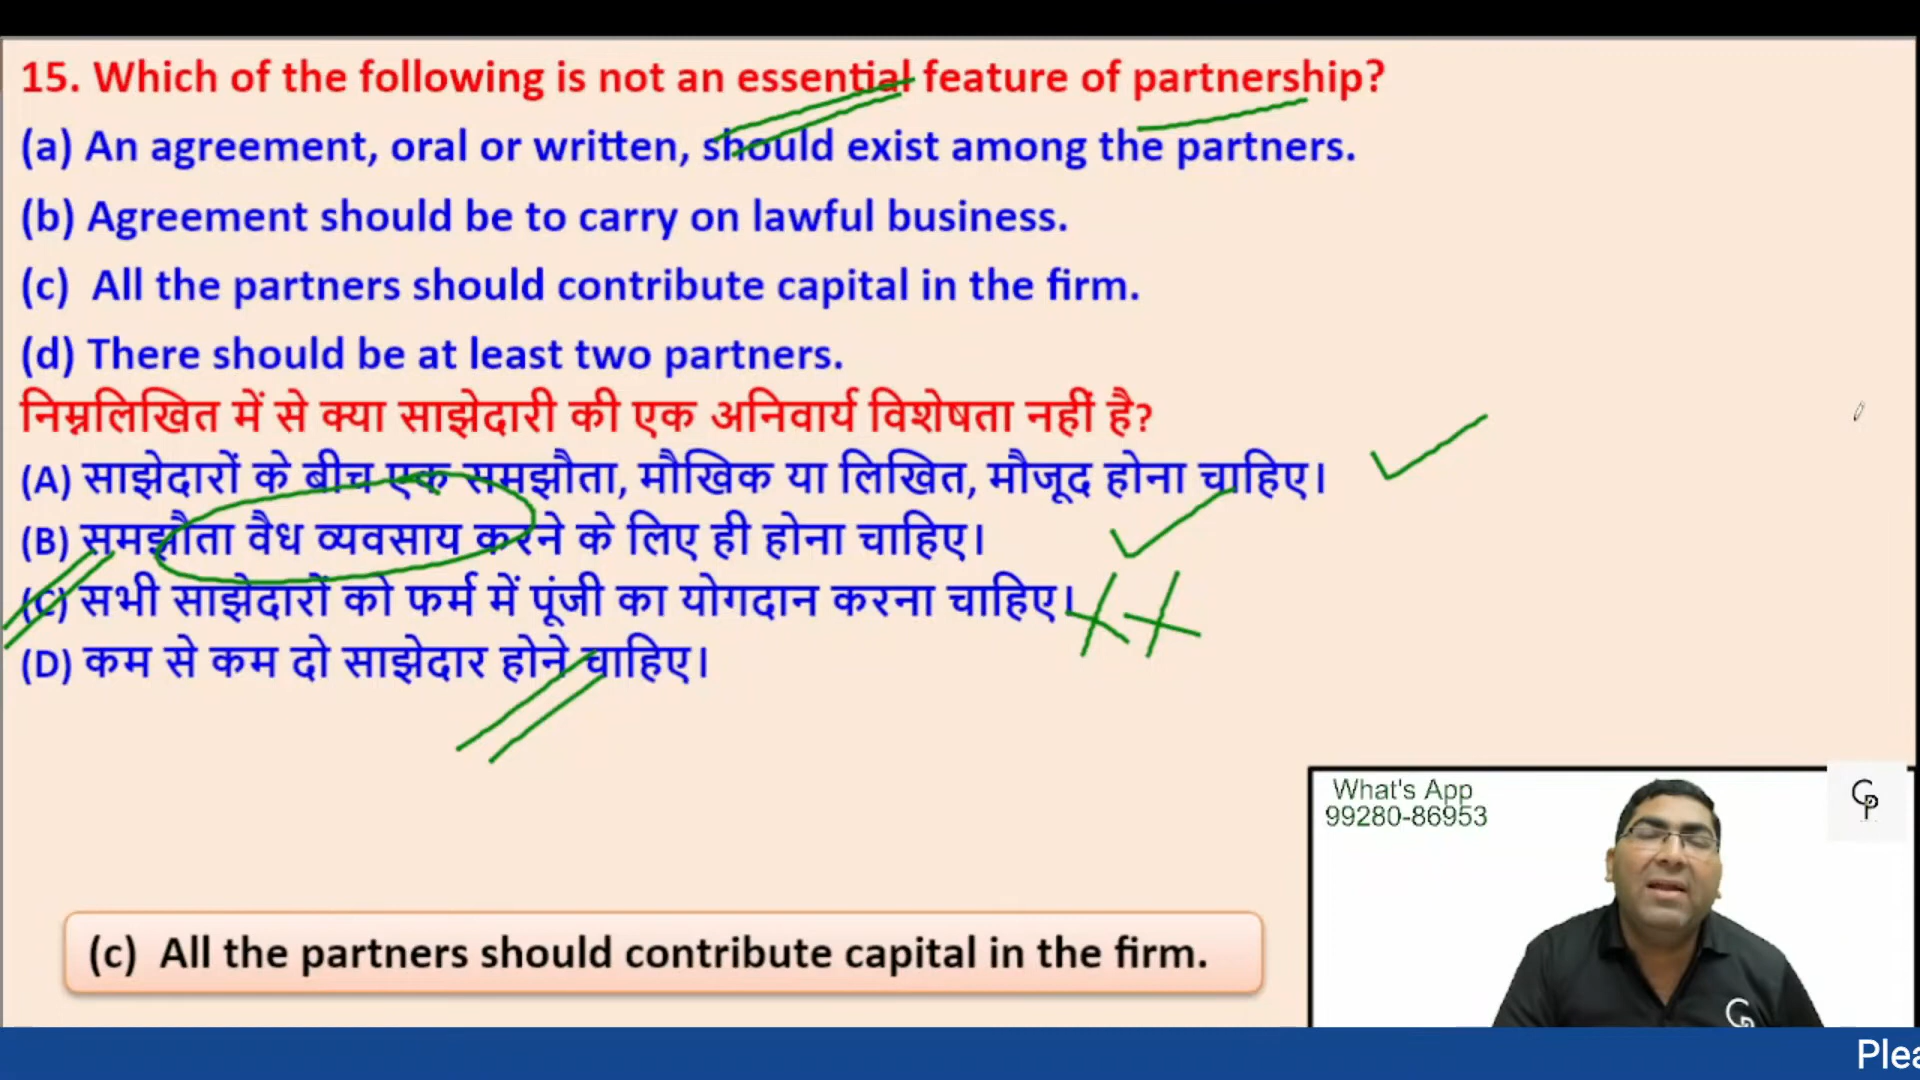 15. Which of the following is not an essential feature of partnership?
(a) An agreement, oral or written, should exist among the partners.
(b) Agreement should be to carry on lawful business.
(c) All the partners should contribute capital in the firm.
(d) There should be at least two partners.
निम्नलिखित में से क्या साझेदारी की एक अनिवार्य विशेषता नहीं है?
(A) साझेदारों के बीच एक समझौता, मौखिक या लिखित, मौजूद होना चाहिए।
(B) समझौता वैध व्यवसाय करने के लिए ही होना चाहिए।
(C) सभी साझेदारों को फर्म में पूंजी का योगदान करना चाहिए।
(D) कम से कम दो साझेदार होने चाहिए।
What's App
99280-86953
(c) All the partners should contribute capital in the firm.